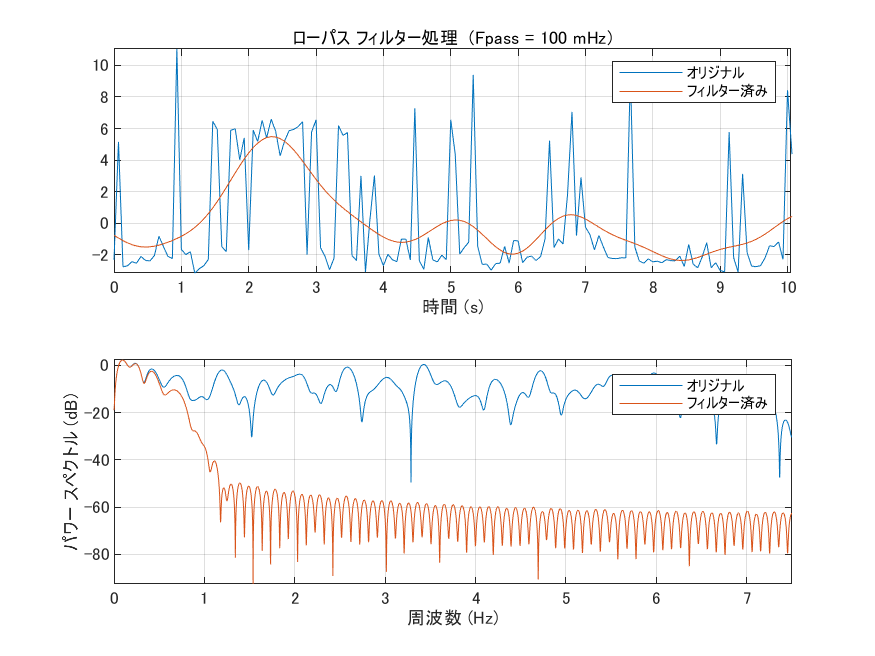 ローパス フィルター処理 (Fpass = 100 mHz)
10
8
6
4
2
0
-2
オリジナル
フィルター済み
0 1 2 3 4 5 6 7 8 9 10
時間 (s)
パワー スペクトル (dB)
0
-20
-40
-60
-80
オリジナル
フィルター済み
0 1 2 3 4 5 6 7
周波数 (Hz)